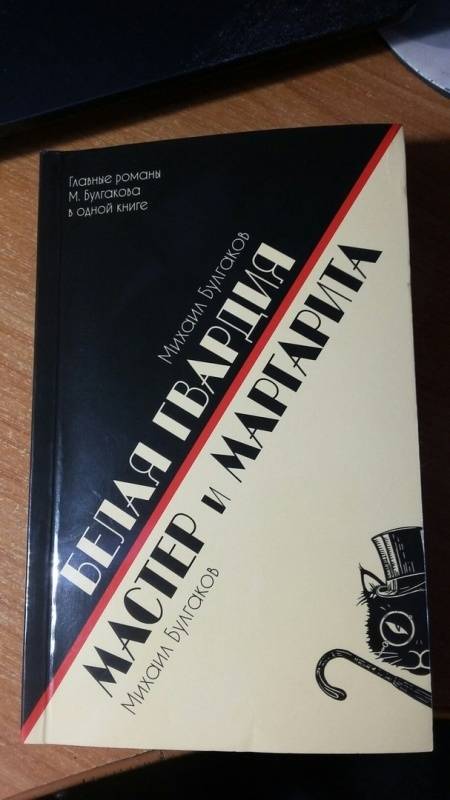 Главные романы
М. Булгакова
в одной книге
Михаил Булгаков
БЕЛАЯ ГВАРДИЯ
МАСТЕР и МАРГАРИТА
Михаил Булгаков